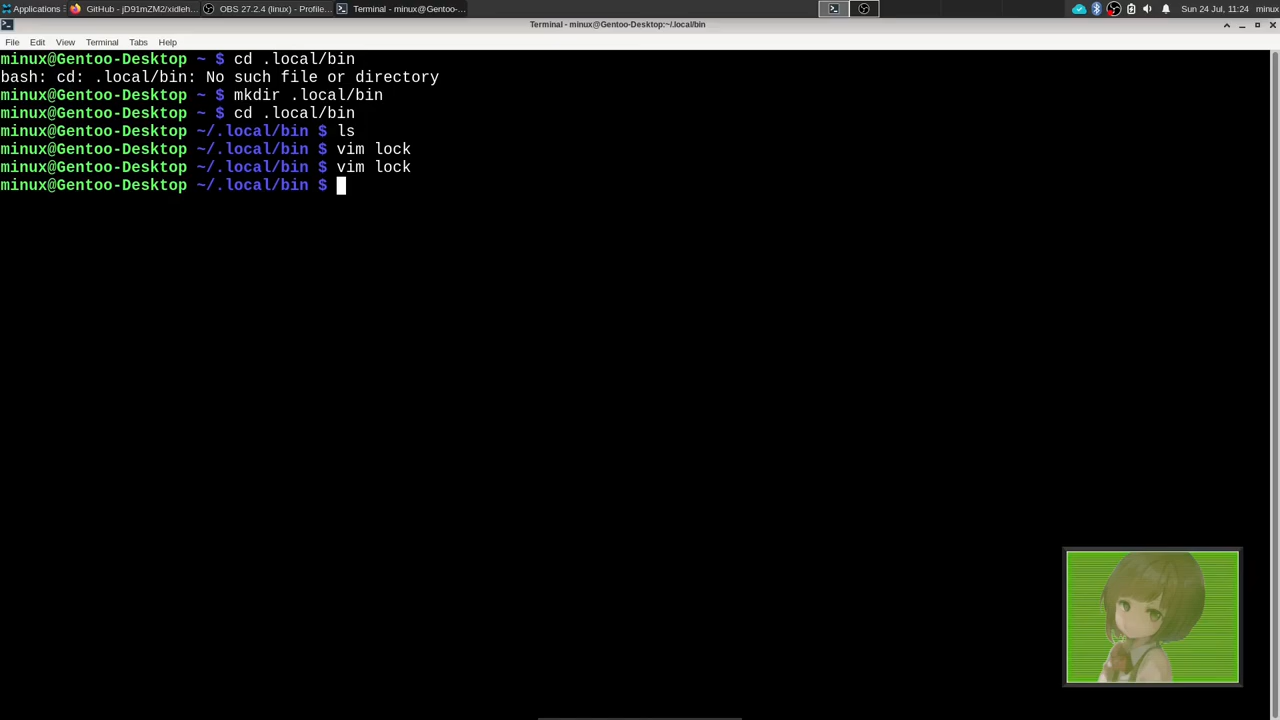 Applications
GitHub - jD91mZM2/xidleh...
OBS 27.2.4 (linux) - Profile...
Terminal - minux@Gentoo-Desktop:...
Sun 24 Jul, 11:24
minux
Terminal - minux@Gentoo-Desktop:~/.local/bin
File Edit View Terminal Tabs Help
minux@Gentoo-Desktop ~ $ cd .local/bin
bash: cd: .local/bin: No such file or directory
minux@Gentoo-Desktop ~ $ mkdir .local/bin
minux@Gentoo-Desktop ~ $ cd .local/bin
minux@Gentoo-Desktop ~/.local/bin $ ls
minux@Gentoo-Desktop ~/.local/bin $ vim lock
minux@Gentoo-Desktop ~/.local/bin $ vim lock
minux@Gentoo-Desktop ~/.local/bin $